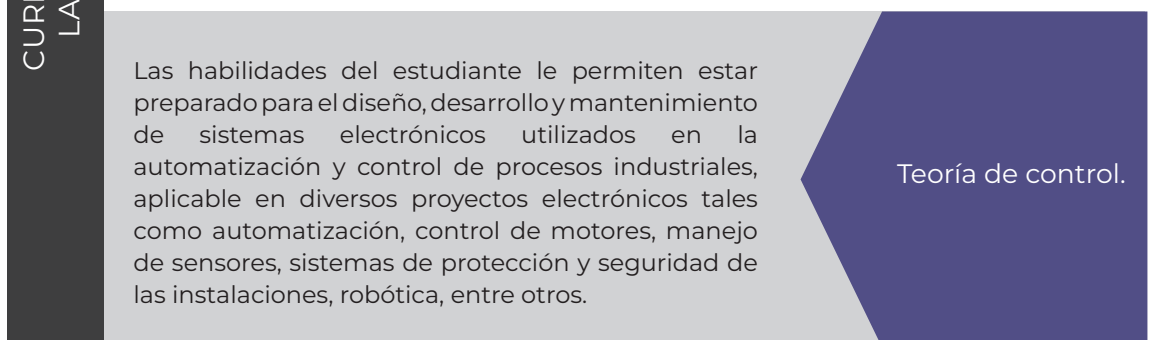 Las habilidades del estudiante le permiten estar
preparado para el diseño, desarrollo y mantenimiento
de sistemas electrónicos utilizados en la
automatización y control de procesos industriales,
aplicable en diversos proyectos electrónicos tales
como automatización, control de motores, manejo
de sensores, sistemas de protección y seguridad de
las instalaciones, robótica, entre otros.
Teoría de control.